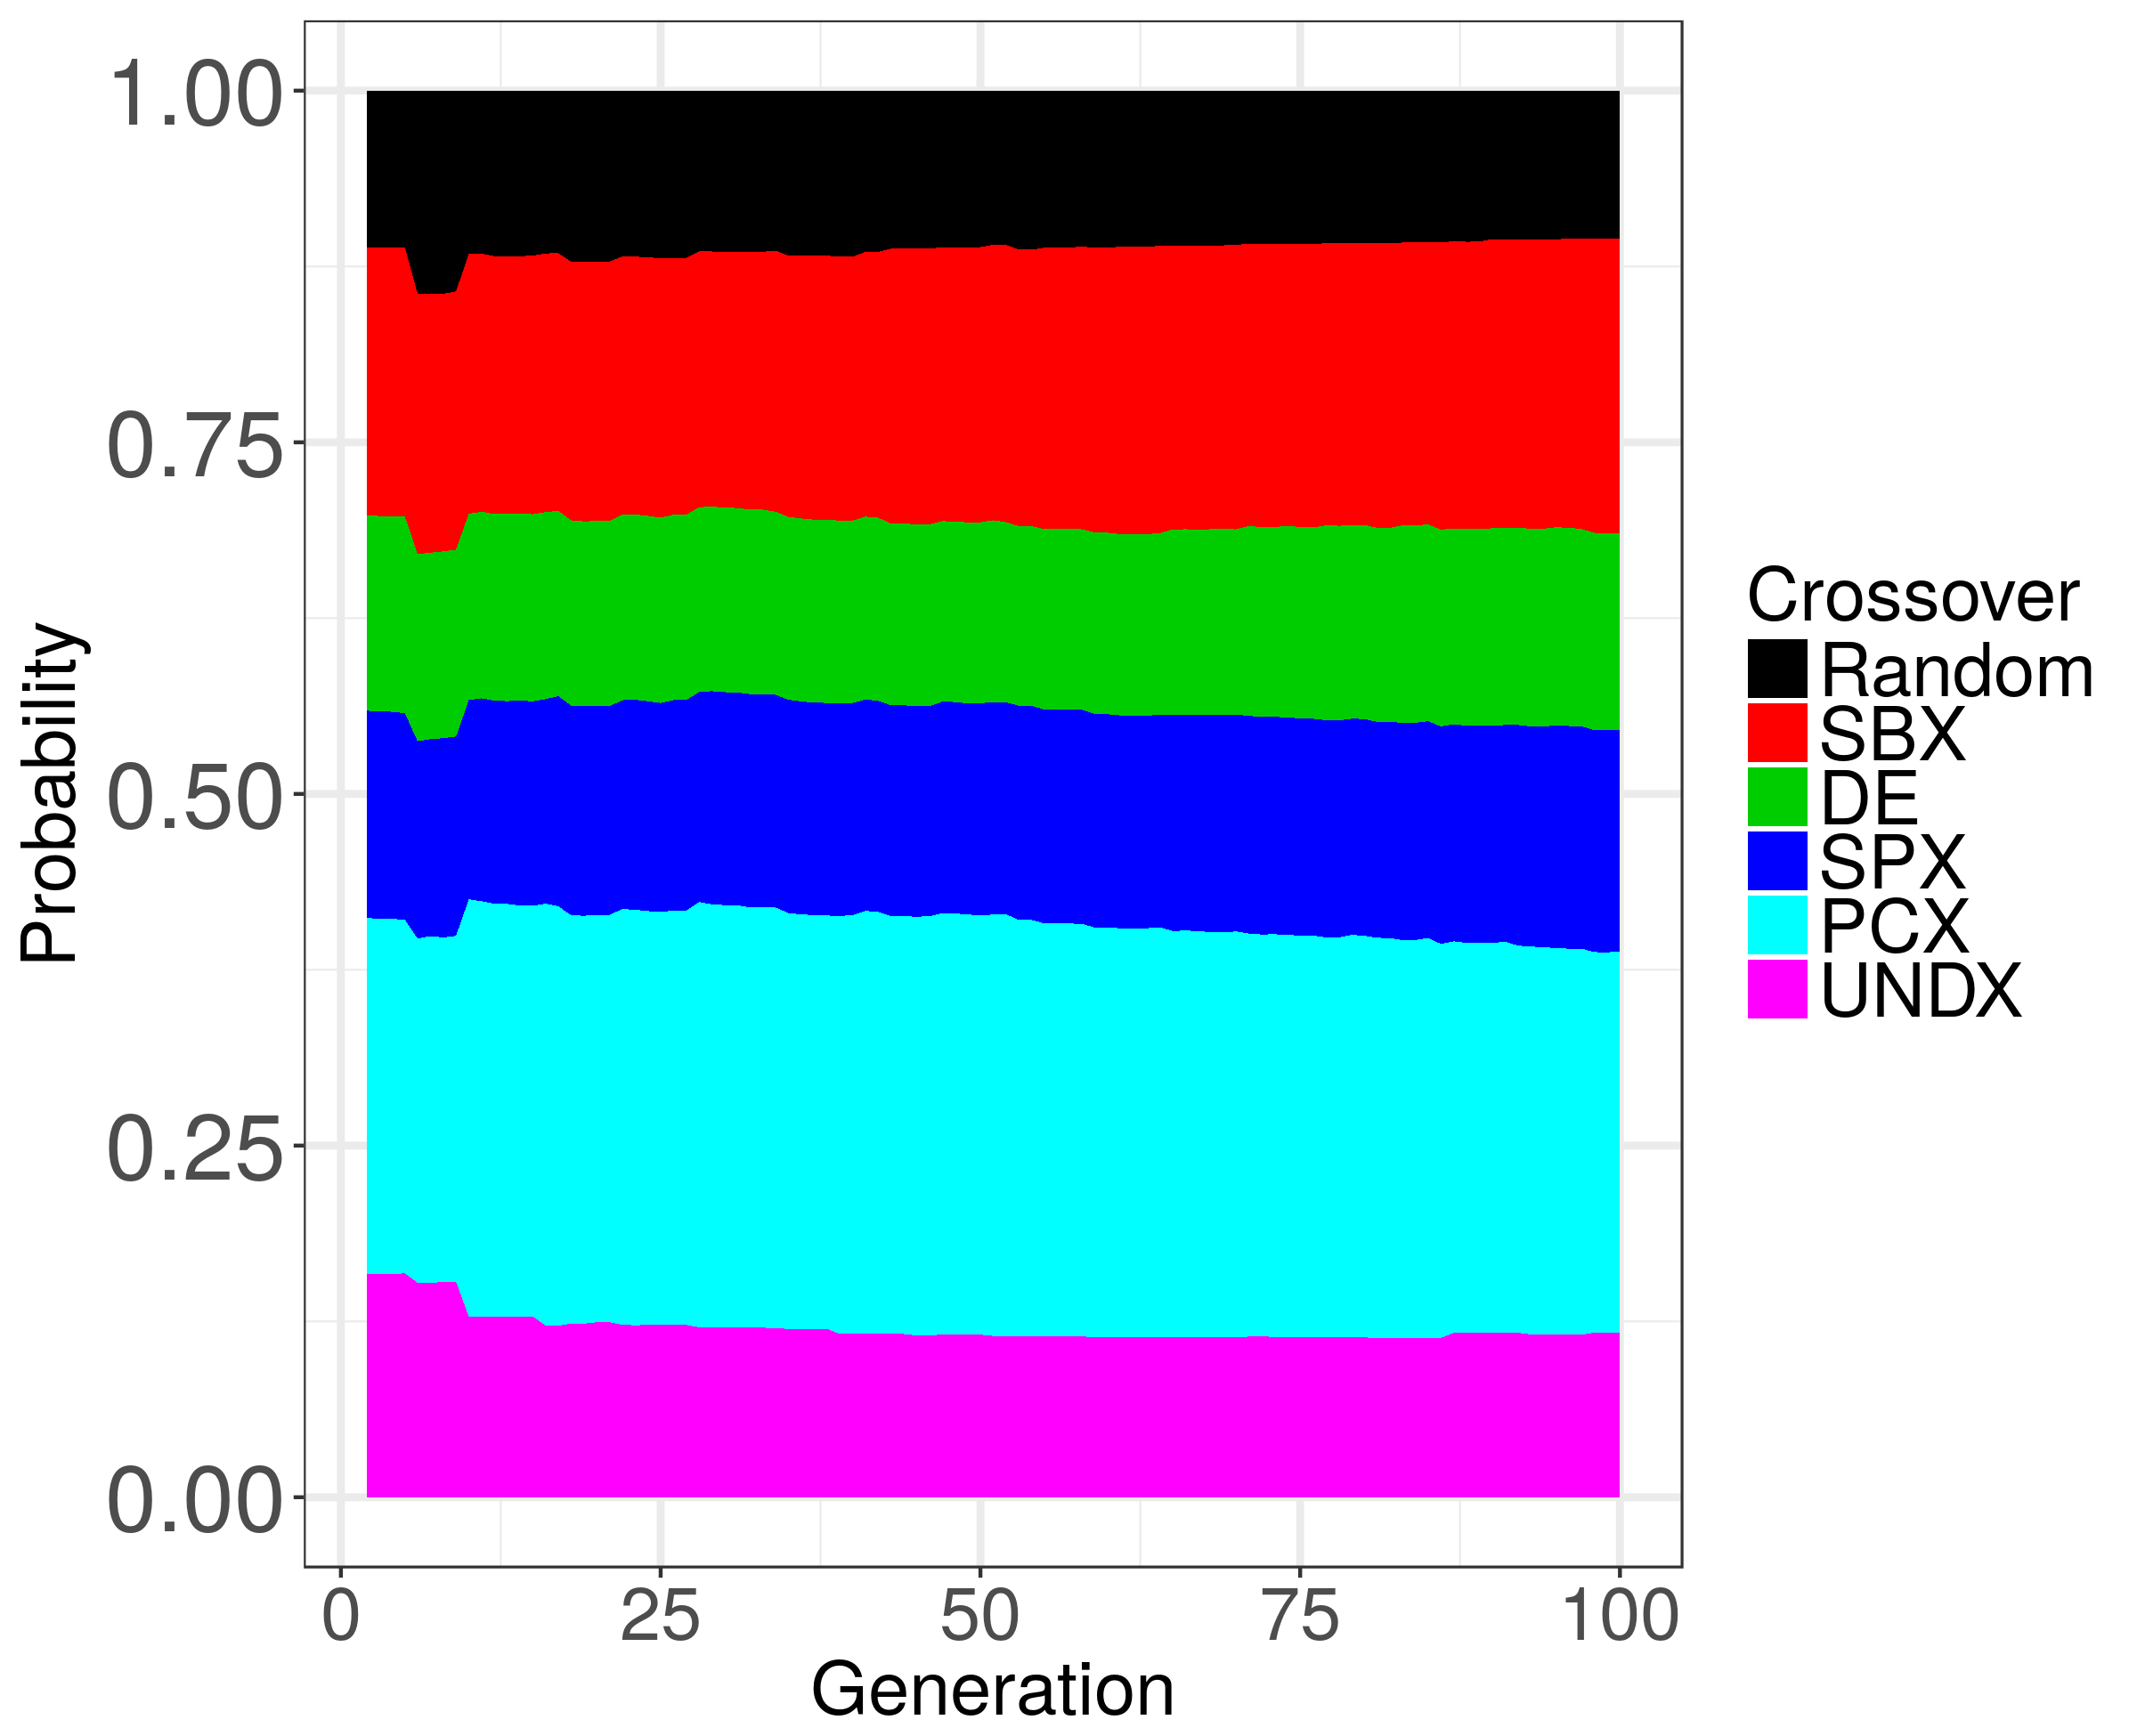 1.00
0.75
0.50
0.25
0.00
Probability
0
25
50
75
100
Generation
Crossover
Random
SBX
DE
SPX
PCX
UNDX